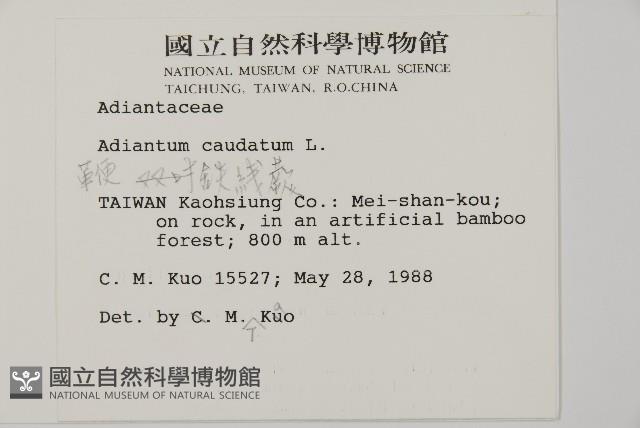 國立自然科學博物館
NATIONAL MUSEUM OF NATURAL SCIENCE
TAICHUNG, TAIWAN, R.O.CHINA
Adiantaceae
Adiantum caudatum L.
鞭叶鉄線蕨
TAIWAN Kaohsiung Co.: Mei-shan-kou;
on rock, in an artificial bamboo
forest; 800 m alt.
C. M. Kuo 15527; May 28, 1988
Det. by C. M. Kuo
國立自然科學博物館
NATIONAL MUSEUM OF NATURAL SCIENCE